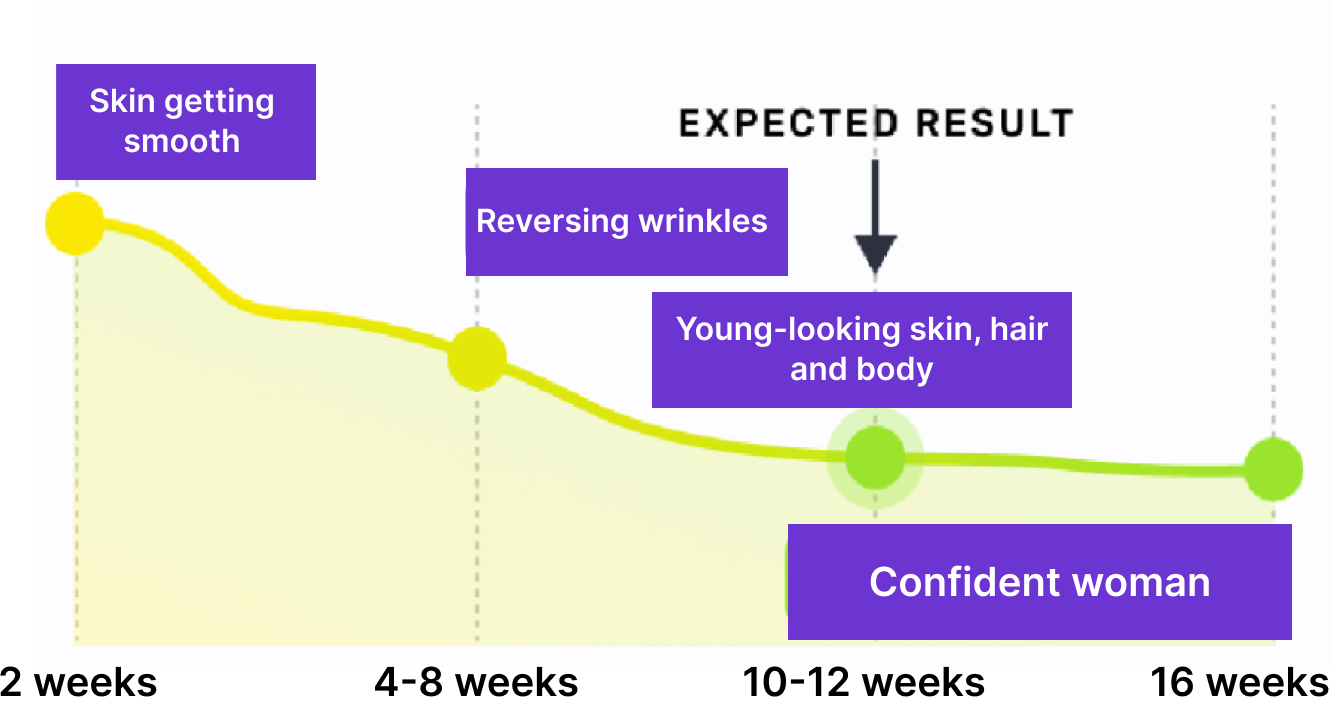 Skin getting
smooth
EXPECTED RESULT
Reversing wrinkles
Young-looking skin, hair
and body
Confident woman
2 weeks
4-8 weeks
10-12 weeks
16 weeks